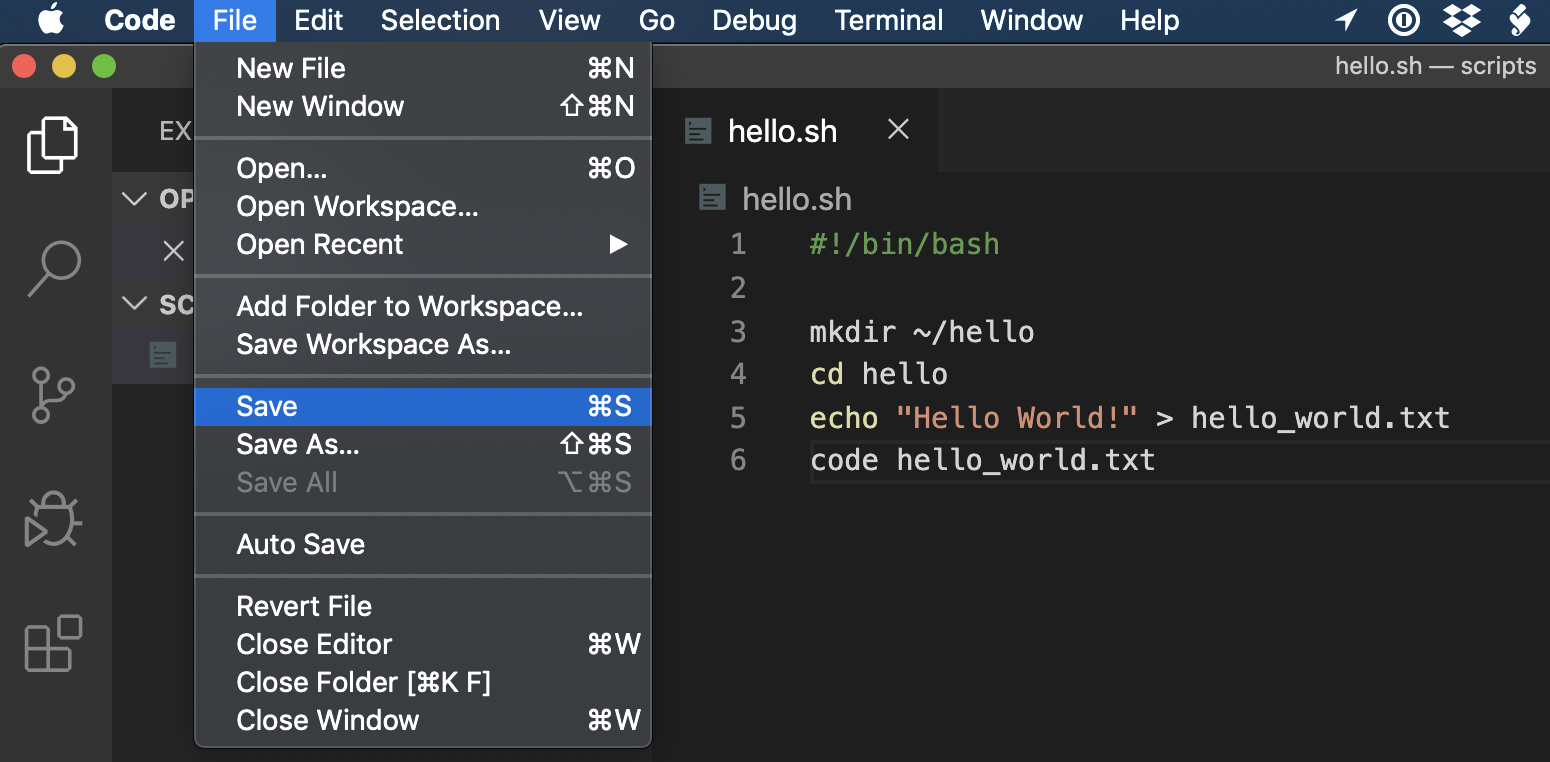 Code File Edit Selection View Go Debug Terminal Window Help
hello.sh — scripts
EX
OP
SC
New File ⌘N
New Window ⇧⌘N
Open... ⌘O
Open Workspace...
Open Recent ▶
Add Folder to Workspace...
Save Workspace As...
Save ⌘S
Save As... ⇧⌘S
Save All ⌥⌘S
Auto Save
Revert File
Close Editor ⌘W
Close Folder [⌘K F]
Close Window ⌘W
hello.sh
hello.sh
1 #!/bin/bash
2
3 mkdir ~/hello
4 cd hello
5 echo "Hello World!" > hello_world.txt
6 code hello_world.txt